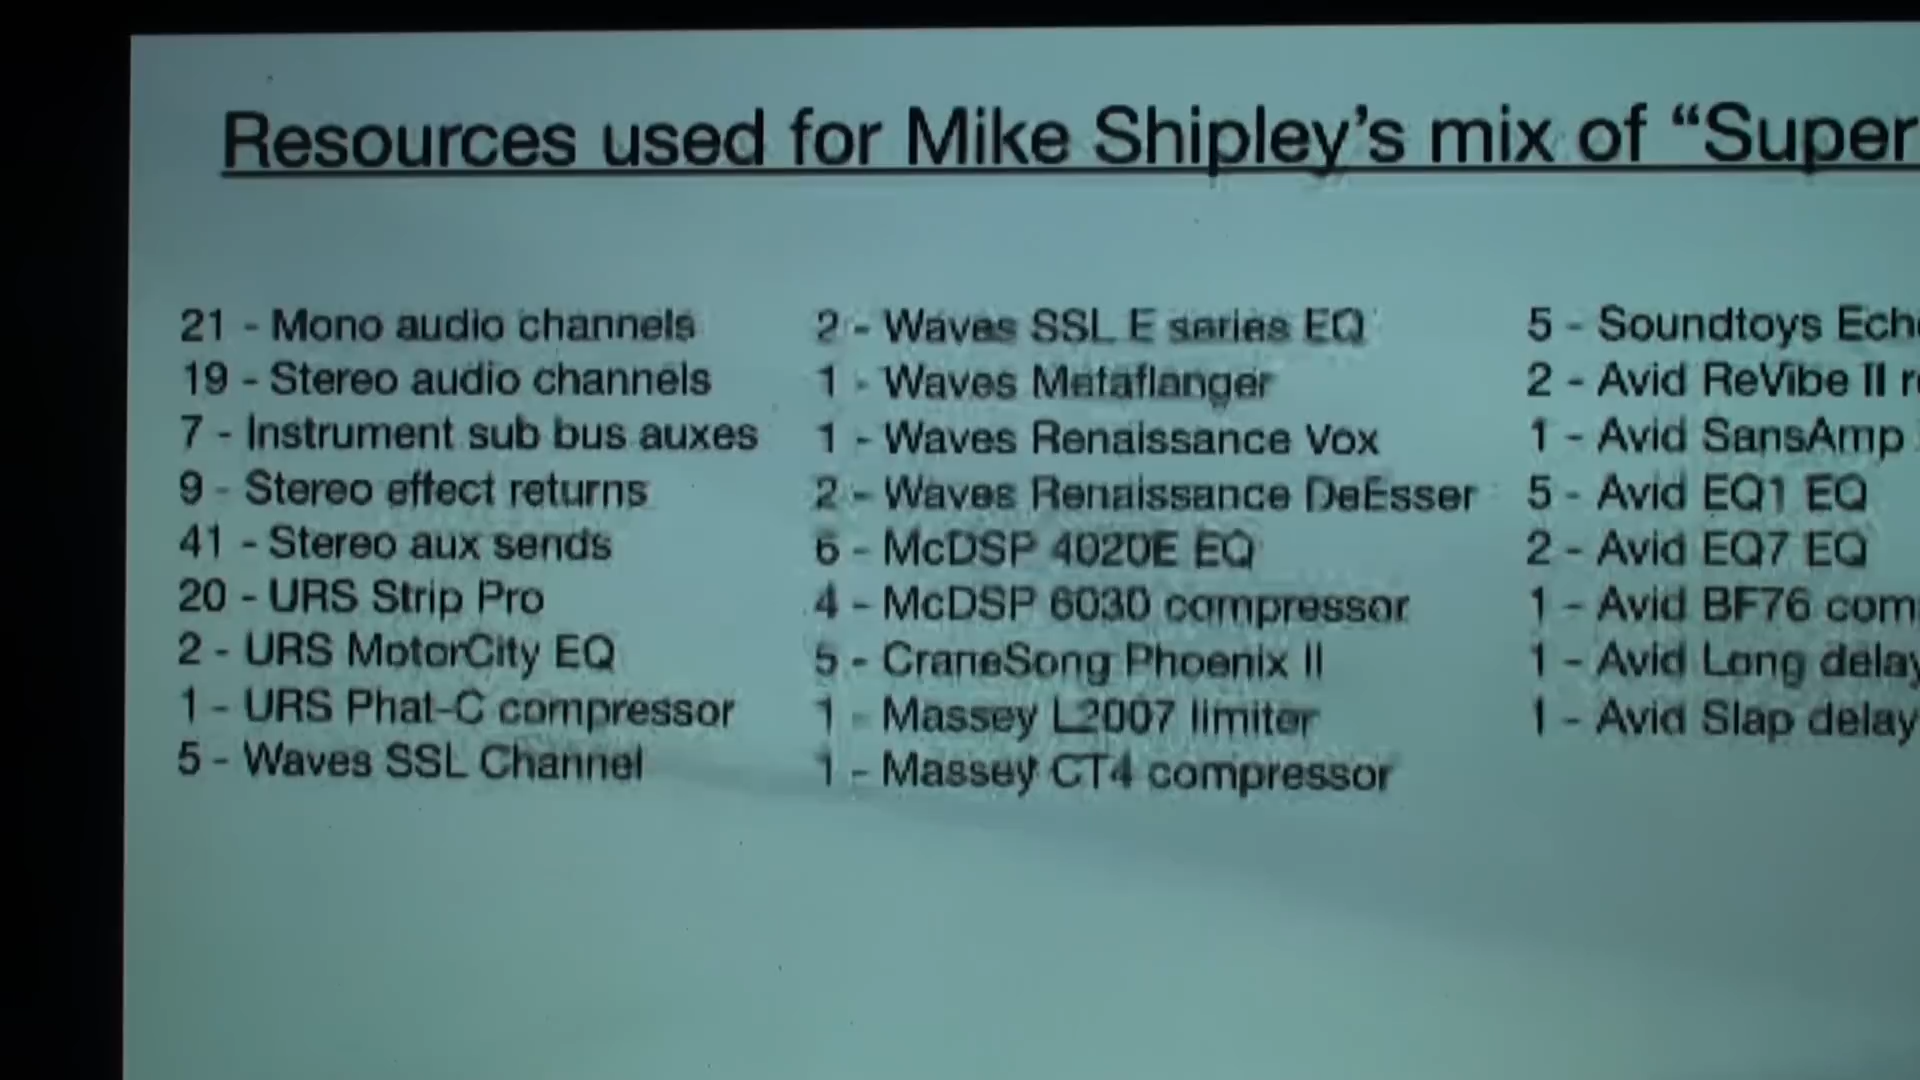 Resources used for Mike Shipley's mix of “Super
21 - Mono audio channels
19 - Stereo audio channels
7 - Instrument sub bus auxes
9 - Stereo effect returns
41 - Stereo aux sends
20 - URS Strip Pro
2 - URS MotorCity EQ
1 - URS Phat-C compressor
5 - Waves SSL Channel
2 - Waves SSL E series EQ
1 - Waves Metaflanger
1 - Waves Renaissance Vox
2 - Waves Renaissance DeEsser
6 - McDSP 4020E EQ
4 - McDSP 6030 compressor
5 - CraneSong Phoenix II
1 - Massey L2007 limiter
1 - Massey CT4 compressor
5 - Soundtoys Ech
2 - Avid ReVibe II r
1 - Avid SansAmp
5 - Avid EQ1 EQ
2 - Avid EQ7 EQ
1 - Avid BF76 com
1 - Avid Long delay
1 - Avid Slap delay